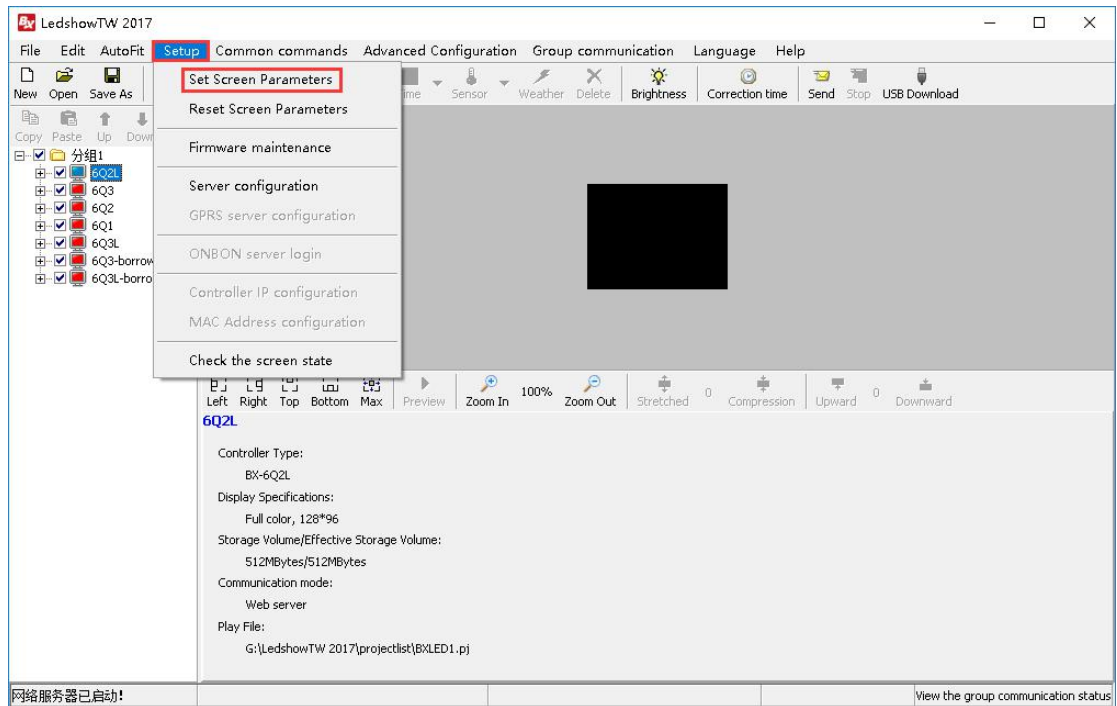 LedshowTW 2017
File Edit AutoFit Setup Common commands Advanced Configuration Group communication Language Help
New Open Save As Sensor Weather Delete Brightness Correction time Send Stop USB Download
Copy Paste Up
Set Screen Parameters
Reset Screen Parameters
Firmware maintenance
Server configuration
GPRS server configuration
ONBON server login
Controller IP configuration
MAC Address configuration
Check the screen state
分组1
6Q2L
6Q3
6Q2
6Q1
6Q3L
6Q3-borrow
6Q3L-borro
Left Right Top Bottom Max Preview Zoom In 100% Zoom Out Stretched 0 Compression Upward 0 Downward
6Q2L
Controller Type:
BX-6Q2L
Display Specifications:
Full color, 128*96
Storage Volume/Effective Storage Volume:
512MBytes/512MBytes
Communication mode:
Web server
Play File:
G:\LedshowTW 2017\projectlist\BXLED1.pj
网络服务器已启动!
View the group communication status